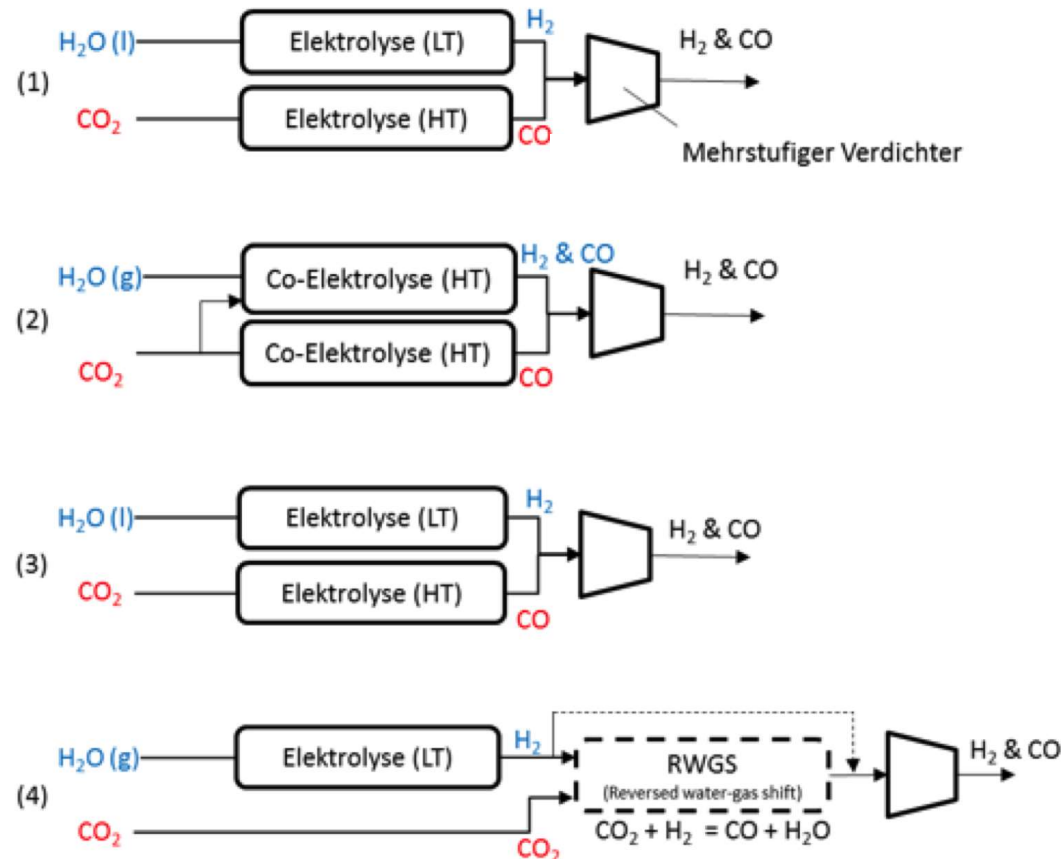 (1)
H₂O (l)
Elektrolyse (LT)
H₂
CO₂
Elektrolyse (HT)
CO
H₂ & CO
Mehrstufiger Verdichter
(2)
H₂O (g)
Co-Elektrolyse (HT)
H₂ & CO
CO₂
Co-Elektrolyse (HT)
CO
H₂ & CO
(3)
H₂O (l)
Elektrolyse (LT)
H₂
CO₂
Elektrolyse (HT)
CO
H₂ & CO
(4)
H₂O (g)
Elektrolyse (LT)
H₂
CO₂
CO₂
RWGS
(Reversed water-gas shift)
CO₂ + H₂ = CO + H₂O
H₂ & CO